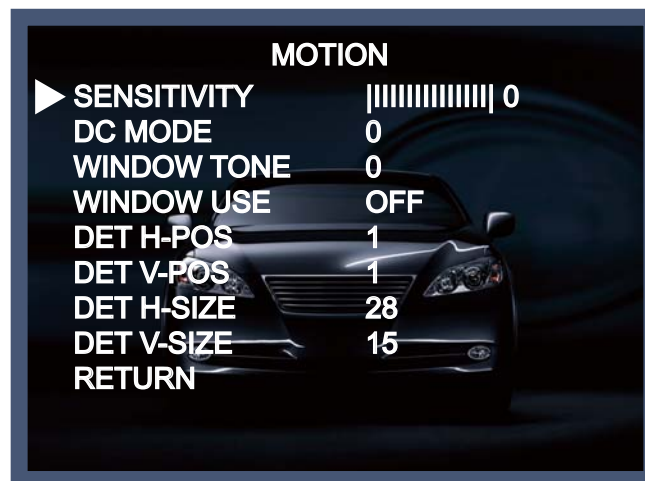 MOTION
SENSITIVITY |||||||||||||||| 0
DC MODE 0
WINDOW TONE 0
WINDOW USE OFF
DET H-POS 1
DET V-POS 1
DET H-SIZE 28
DET V-SIZE 15
RETURN